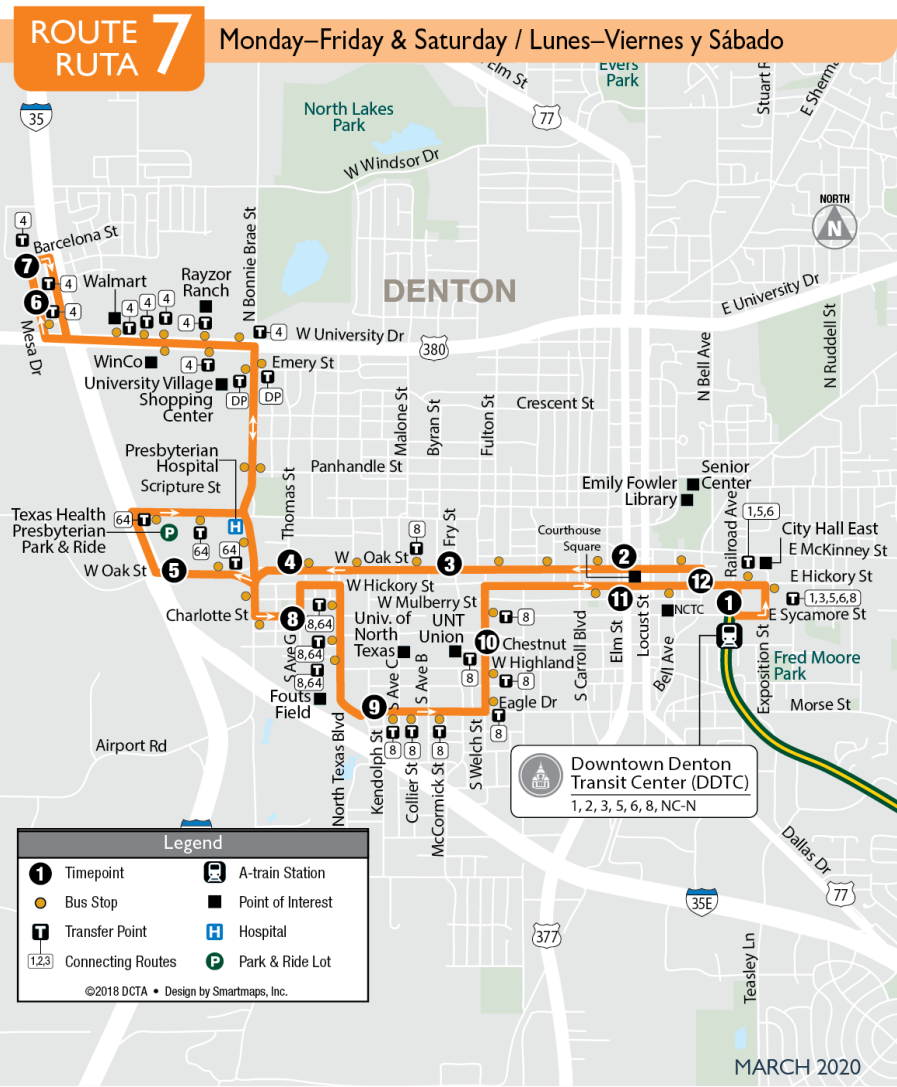 ROUTE
RUTA
7
Monday–Friday & Saturday / Lunes–Viernes y Sábado
Elm St
Evers
Park
Stuart R
E Sherm
35
North Lakes
Park
77
W Windsor Dr
NORTH
N
4
Barcelona St
7
4
Walmart
Rayzor
Ranch
N Bonnie Brae St
DENTON
E University Dr
6
4
4
4
4
4
Mesa Dr
4
W University Dr
380
N Bell Ave
N Ruddell St
WinCo
4
Emery St
University Village
Shopping
Center
DP
DP
Malone St
Byran St
Fulton St
Crescent St
Presbyterian
Hospital
Scripture St
Thomas St
Panhandle St
Senior
Center
Emily Fowler
Library
Texas Health
Presbyterian
Park & Ride
64
P
H
64
64
8
Fry St
Courthouse
Square
Railroad Ave
1,5,6
City Hall East
E McKinney St
W Oak St
5
4
W Oak St
3
2
12
E Hickory St
W Hickory St
W Mulberry St
11
1
1,3,5,6,8
Charlotte St
8
8,64
Univ. of
North
Texas
UNT
Union
8
NCTC
E Sycamore St
S Ave G
8,64
10
Chestnut
S Carroll Blvd
Elm St
Locust St
Bell Ave
Exposition St
Fred Moore
Park
8,64
S Ave C
S Ave B
8
W Highland
8
Fouts
Field
9
Eagle Dr
8
Morse St
Airport Rd
North Texas Blvd
Kendolph St
8
Collier St
8
McCormick St
8
S Welch St
Downtown Denton
Transit Center (DDTC)
1, 2, 3, 5, 6, 8, NC-N
Dallas Dr
77
35E
377
Teasley Ln
Legend
1
Timepoint
A-train Station
Bus Stop
Point of Interest
T
Transfer Point
H
Hospital
1,2,3
Connecting Routes
P
Park & Ride Lot
©2018 DCTA • Design by Smartmaps, Inc.
MARCH 2020